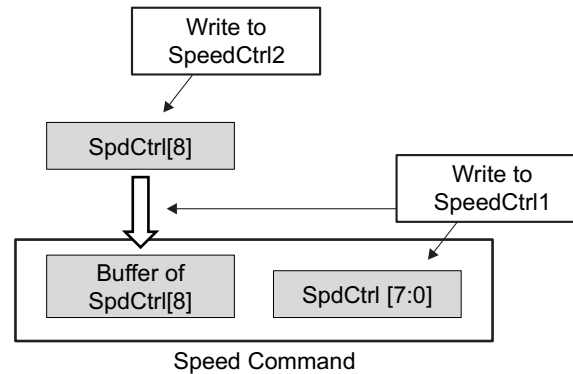 Write to
SpeedCtrl2
SpdCtrl[8]
Write to
SpeedCtrl1
Buffer of
SpdCtrl[8]
SpdCtrl [7:0]
Speed Command